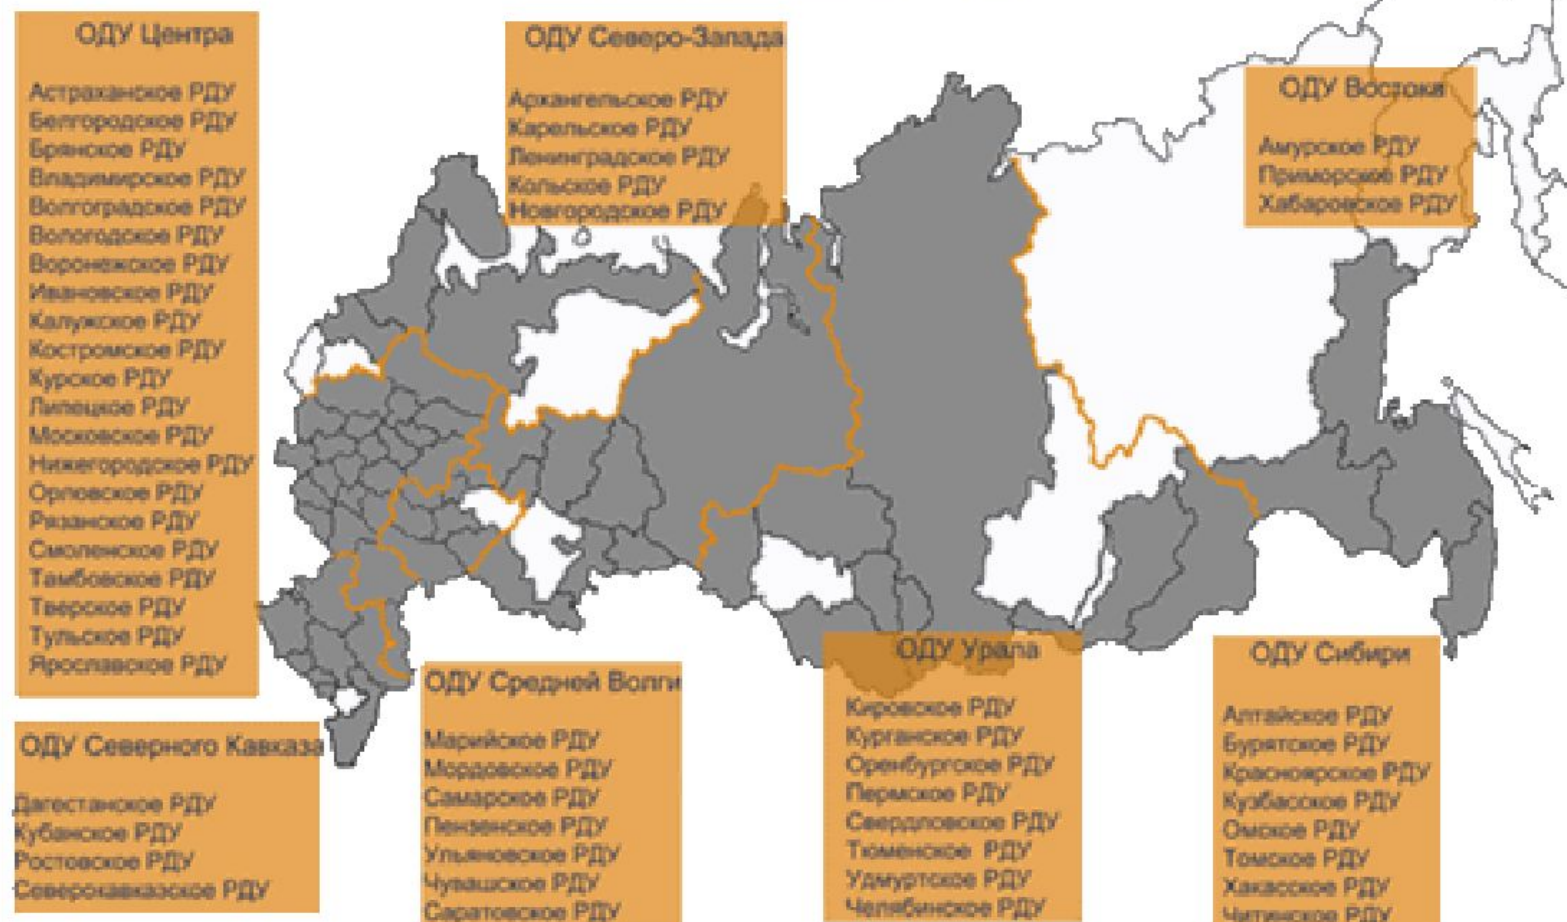 ОДУ Центра
Астраханское РДУ
Белгородское РДУ
Брянское РДУ
Владимирское РДУ
Волгоградское РДУ
Вологодское РДУ
Воронежское РДУ
Ивановское РДУ
Калужское РДУ
Костромское РДУ
Курское РДУ
Липецкое РДУ
Московское РДУ
Нижегородское РДУ
Орловское РДУ
Рязанское РДУ
Смоленское РДУ
Тамбовское РДУ
Тверское РДУ
Тульское РДУ
Ярославское РДУ
ОДУ Северо-Запада
Архангельское РДУ
Карельское РДУ
Ленинградское РДУ
Кольское РДУ
Новгородское РДУ
ОДУ Востока
Амурское РДУ
Приморское РДУ
Хабаровское РДУ
ОДУ Северного Кавказа
Дагестанское РДУ
Кубанское РДУ
Ростовское РДУ
Северокавказское РДУ
ОДУ Средней Волги
Марийское РДУ
Мордовское РДУ
Самарское РДУ
Пензенское РДУ
Ульяновское РДУ
Чувашское РДУ
Саратовское РДУ
ОДУ Урала
Кировское РДУ
Курганское РДУ
Оренбургское РДУ
Пермское РДУ
Свердловское РДУ
Тюменское РДУ
Удмуртское РДУ
Челябинское РДУ
ОДУ Сибири
Алтайское РДУ
Бурятское РДУ
Красноярское РДУ
Кузбасское РДУ
Омское РДУ
Томское РДУ
Хакасское РДУ
Читинское РДУ